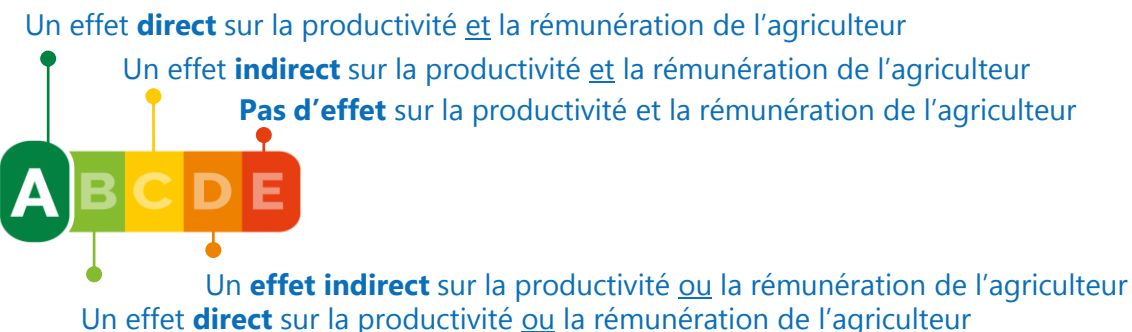 Un effet direct sur la productivité et la rémunération de l’agriculteur
Un effet indirect sur la productivité et la rémunération de l’agriculteur
Pas d’effet sur la productivité et la rémunération de l’agriculteur
A B C D E
Un effet indirect sur la productivité ou la rémunération de l’agriculteur
Un effet direct sur la productivité ou la rémunération de l’agriculteur